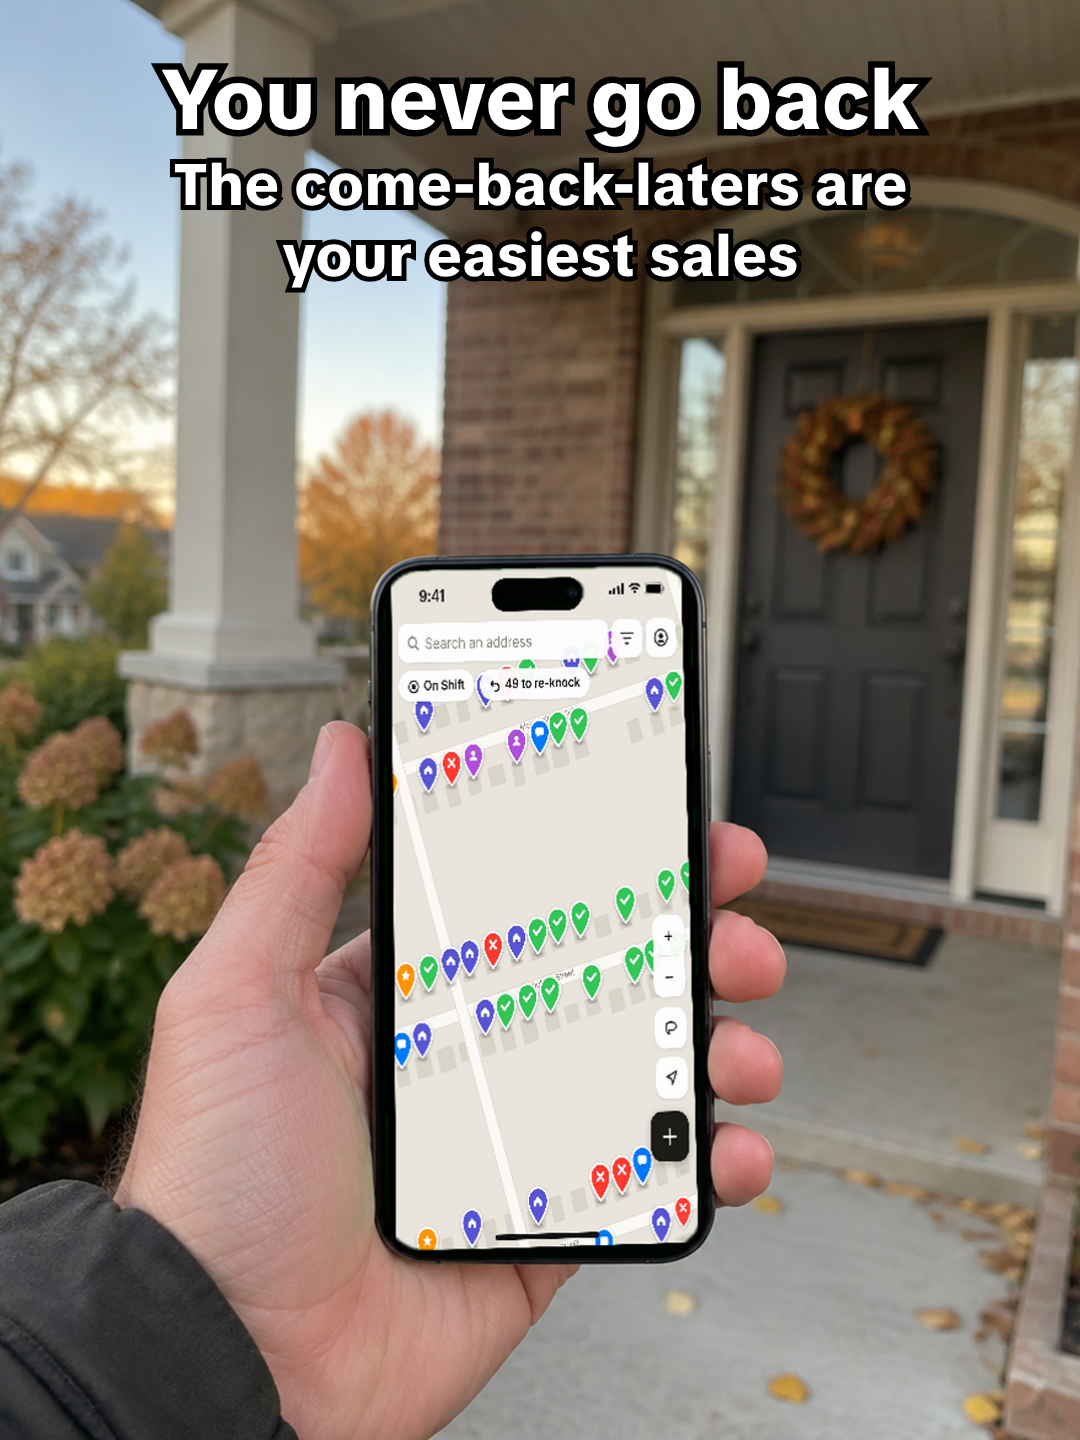 You never go back
The come-back-laters are
your easiest sales
9:41
Search an address
On Shift
49 to re-knock